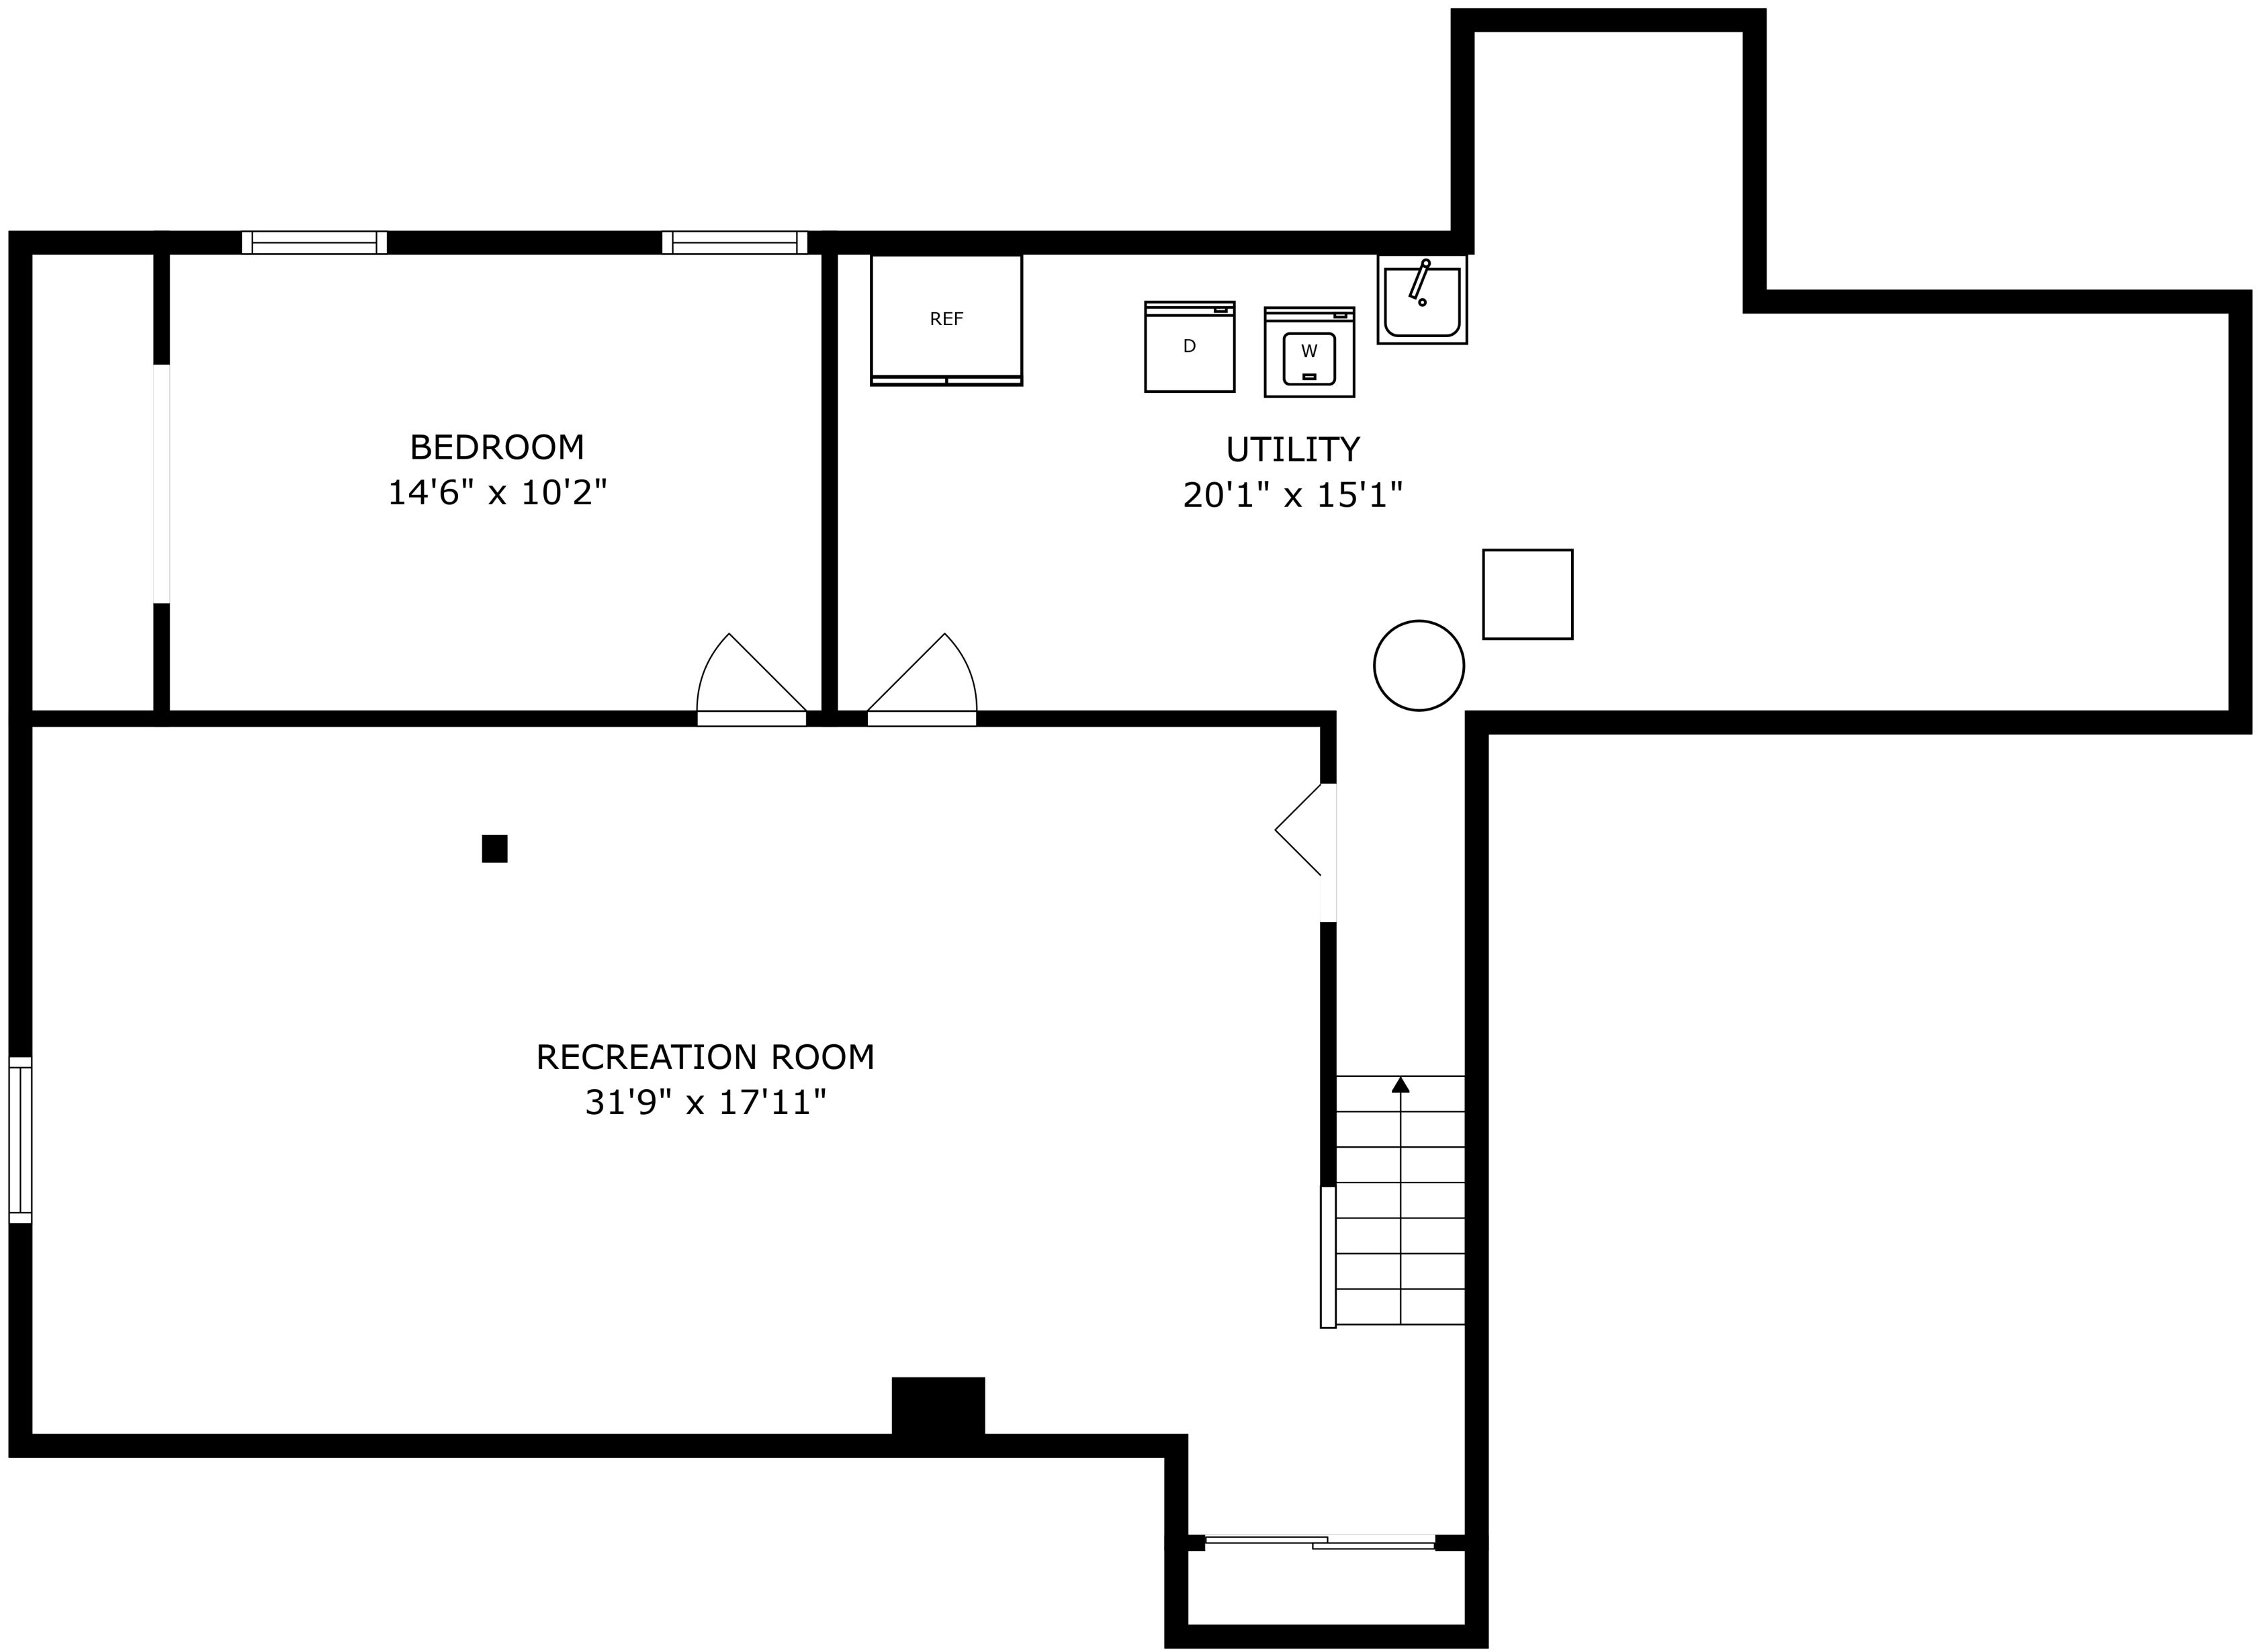 REF
D
W
BEDROOM
14'6" x 10'2"
UTILITY
20'1" x 15'1"
RECREATION ROOM
31'9" x 17'11"